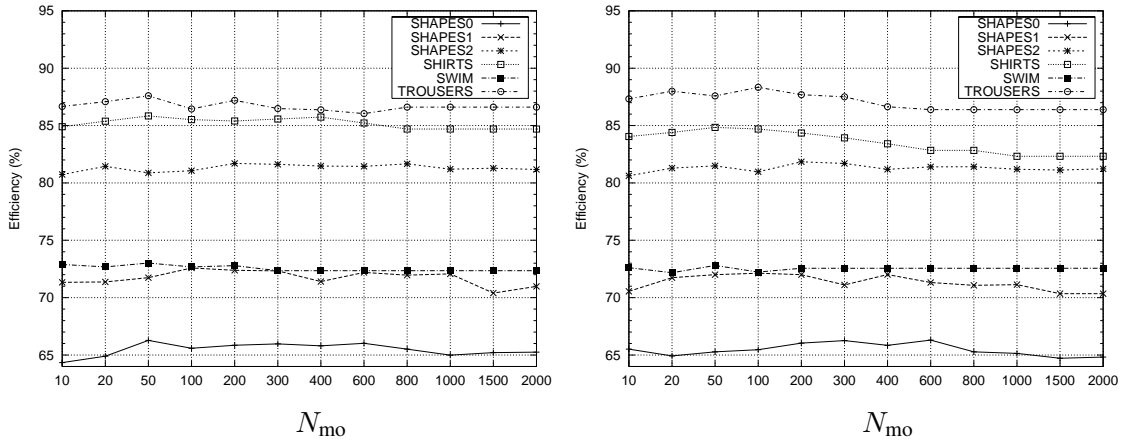 SHAPES0
SHAPES1
SHAPES2
SHIRTS
SWIM
TROUSERS
95
90
85
80
75
70
65
Efficiency (%)
10 20 50 100 200 300 400 600 800 1000 1500 2000
N_mo
SHAPES0
SHAPES1
SHAPES2
SHIRTS
SWIM
TROUSERS
95
90
85
80
75
70
65
Efficiency (%)
10 20 50 100 200 300 400 600 800 1000 1500 2000
N_mo